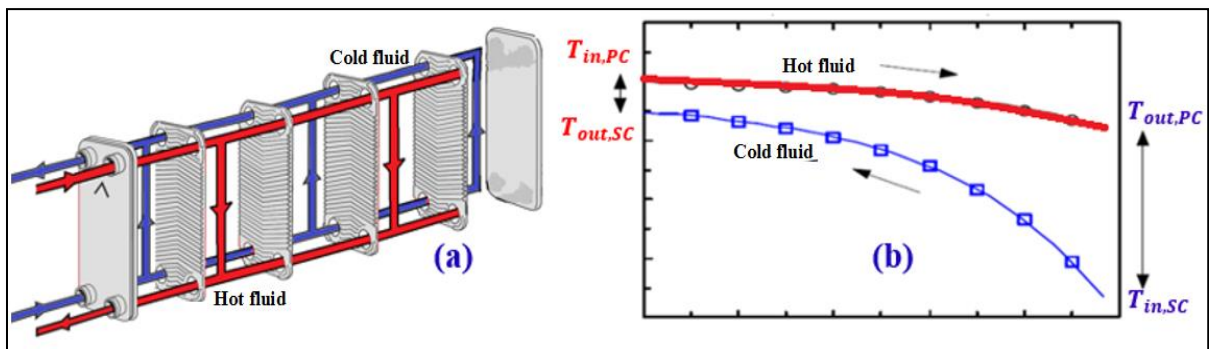 Cold fluid
Hot fluid
(a)
T_in,PC
T_out,SC
Hot fluid
Cold fluid
(b)
T_out,PC
T_in,SC